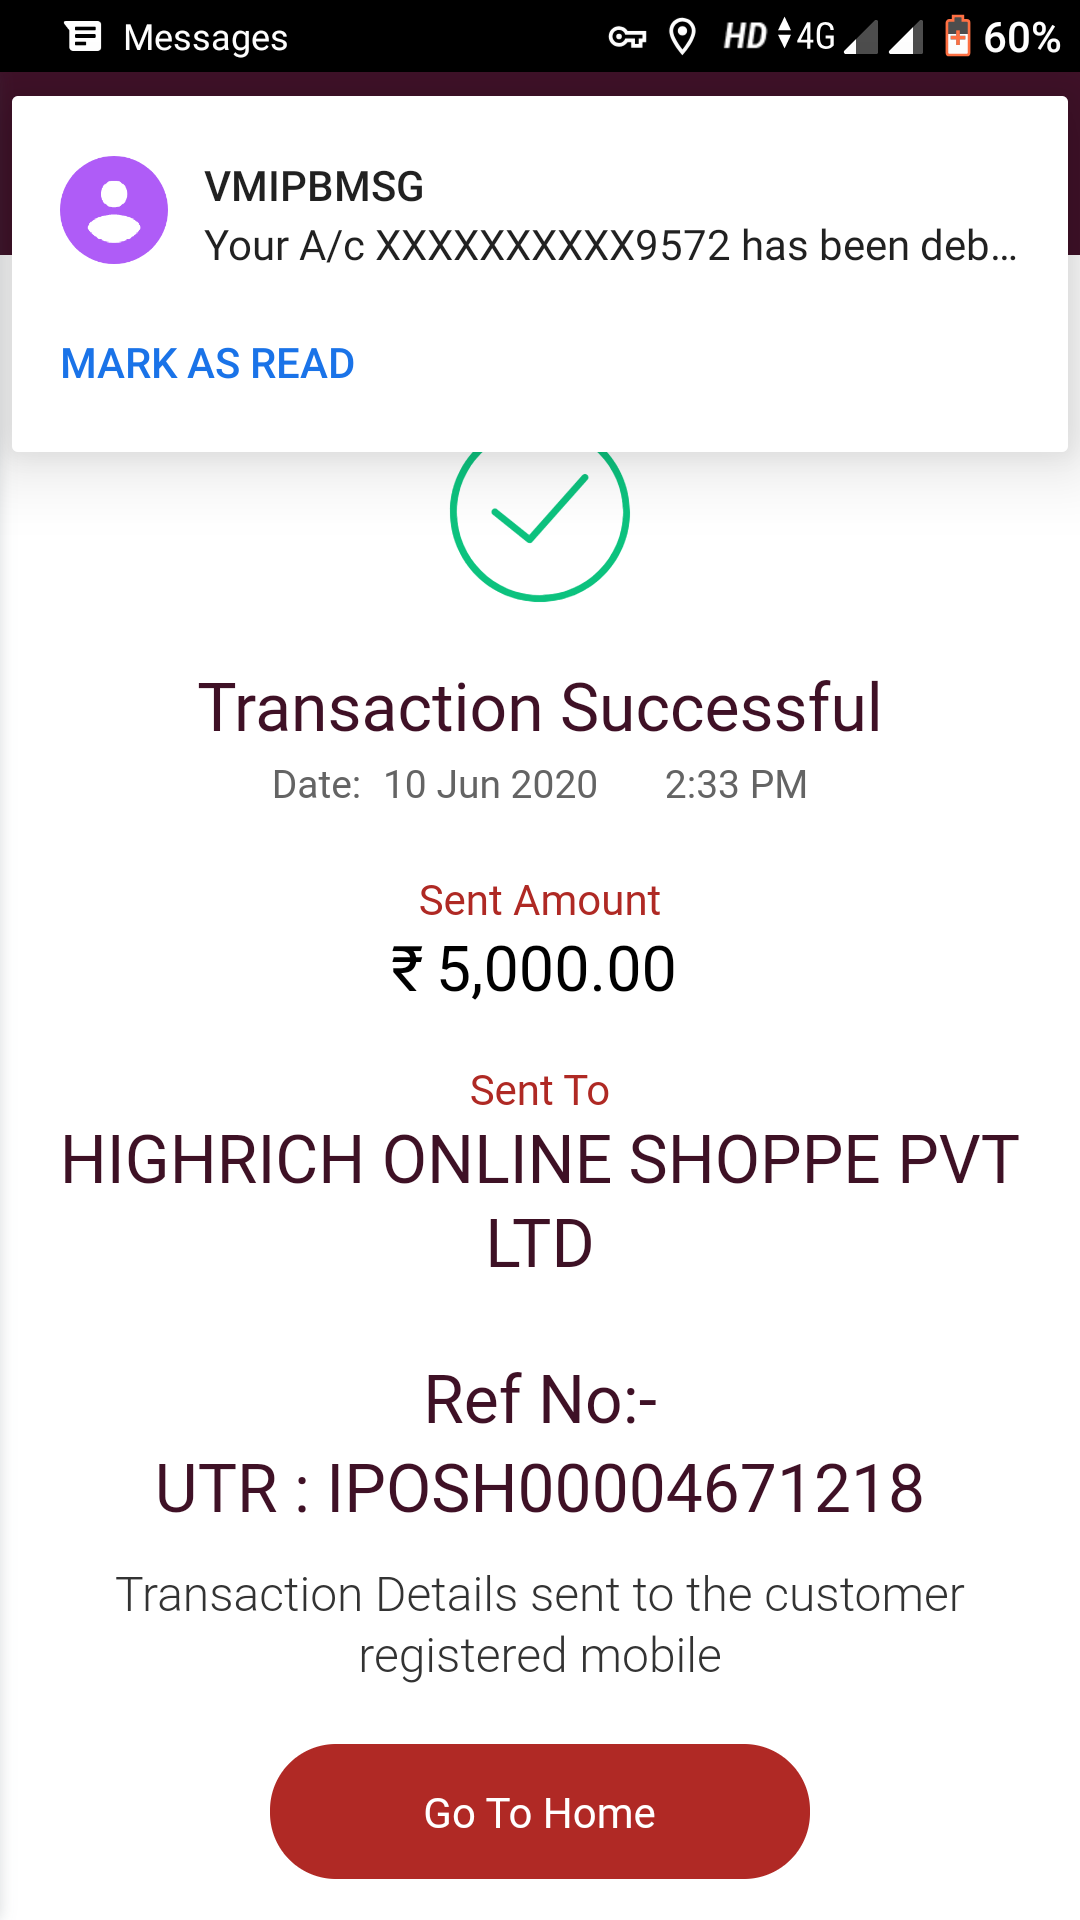 Messages HD 4G 60%
VMIPBMSG
Your A/c XXXXXXXXXX9572 has been deb...
MARK AS READ
Transaction Successful
Date: 10 Jun 2020 2:33 PM
Sent Amount
₹ 5,000.00
Sent To
HIGHRICH ONLINE SHOPPE PVT
LTD
Ref No:-
UTR : IPOSH00004671218
Transaction Details sent to the customer
registered mobile
Go To Home